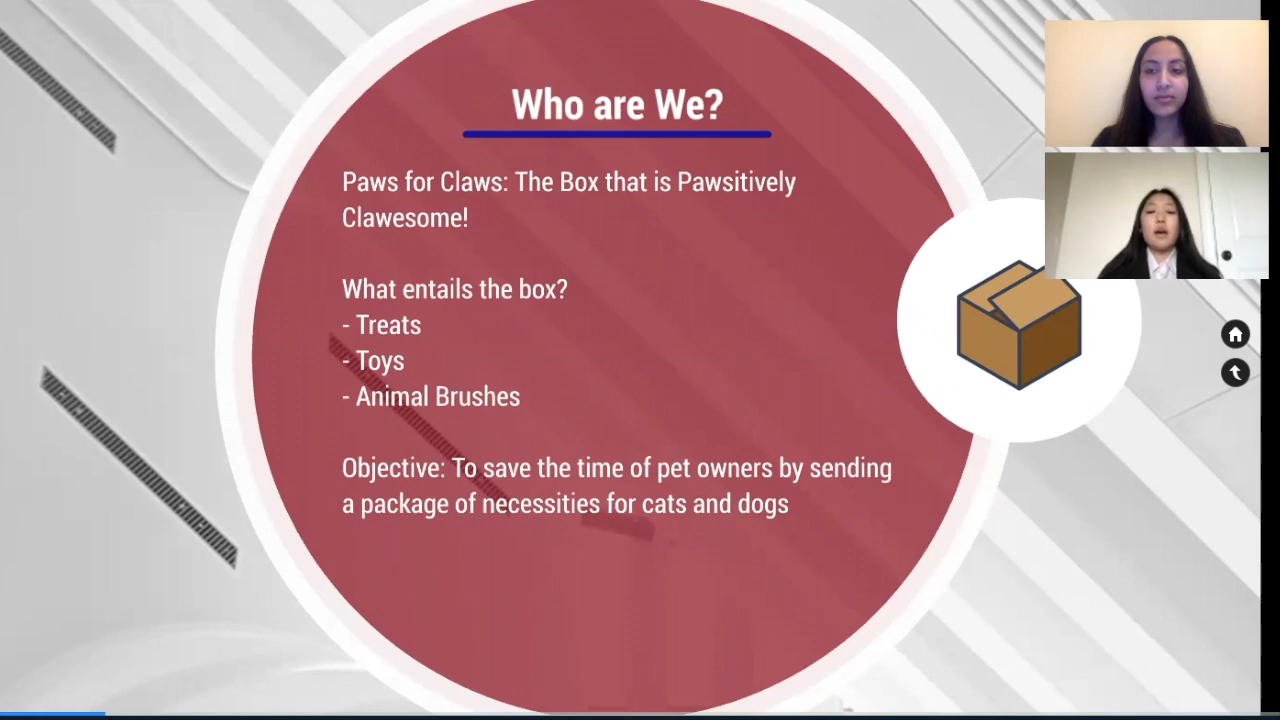 Who are We?
Paws for Claws: The Box that is Pawsitively
Clawesome!
What entails the box?
- Treats
- Toys
- Animal Brushes
Objective: To save the time of pet owners by sending
a package of necessities for cats and dogs